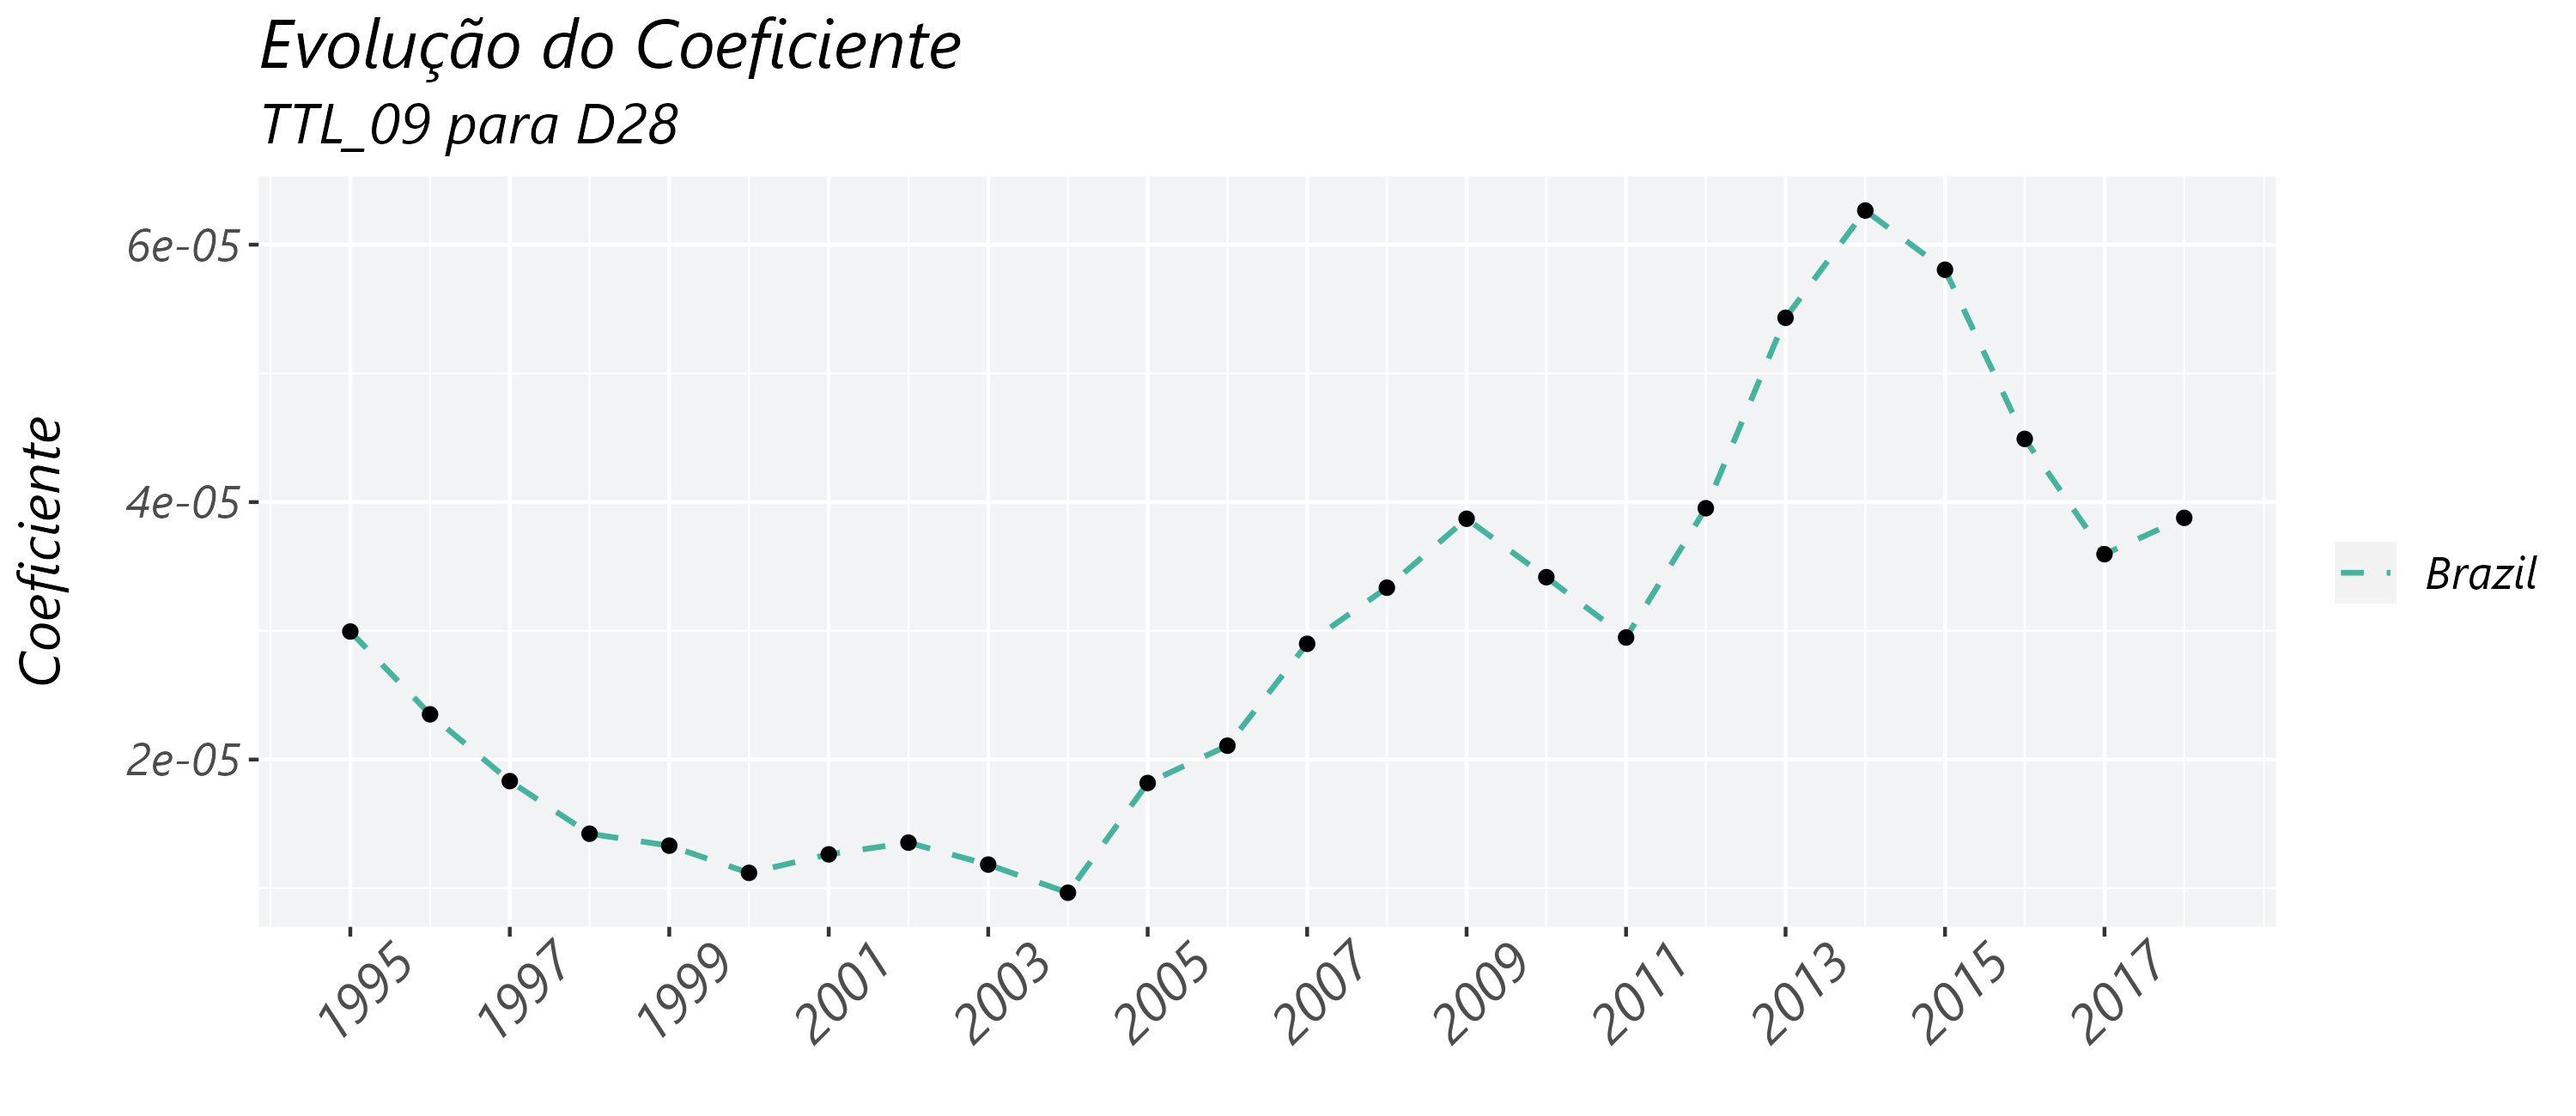 Evolução do Coeficiente
TTL_09 para D28
Coeficiente
6e-05
4e-05
2e-05
1995
1997
1999
2001
2003
2005
2007
2009
2011
2013
2015
2017
Brazil